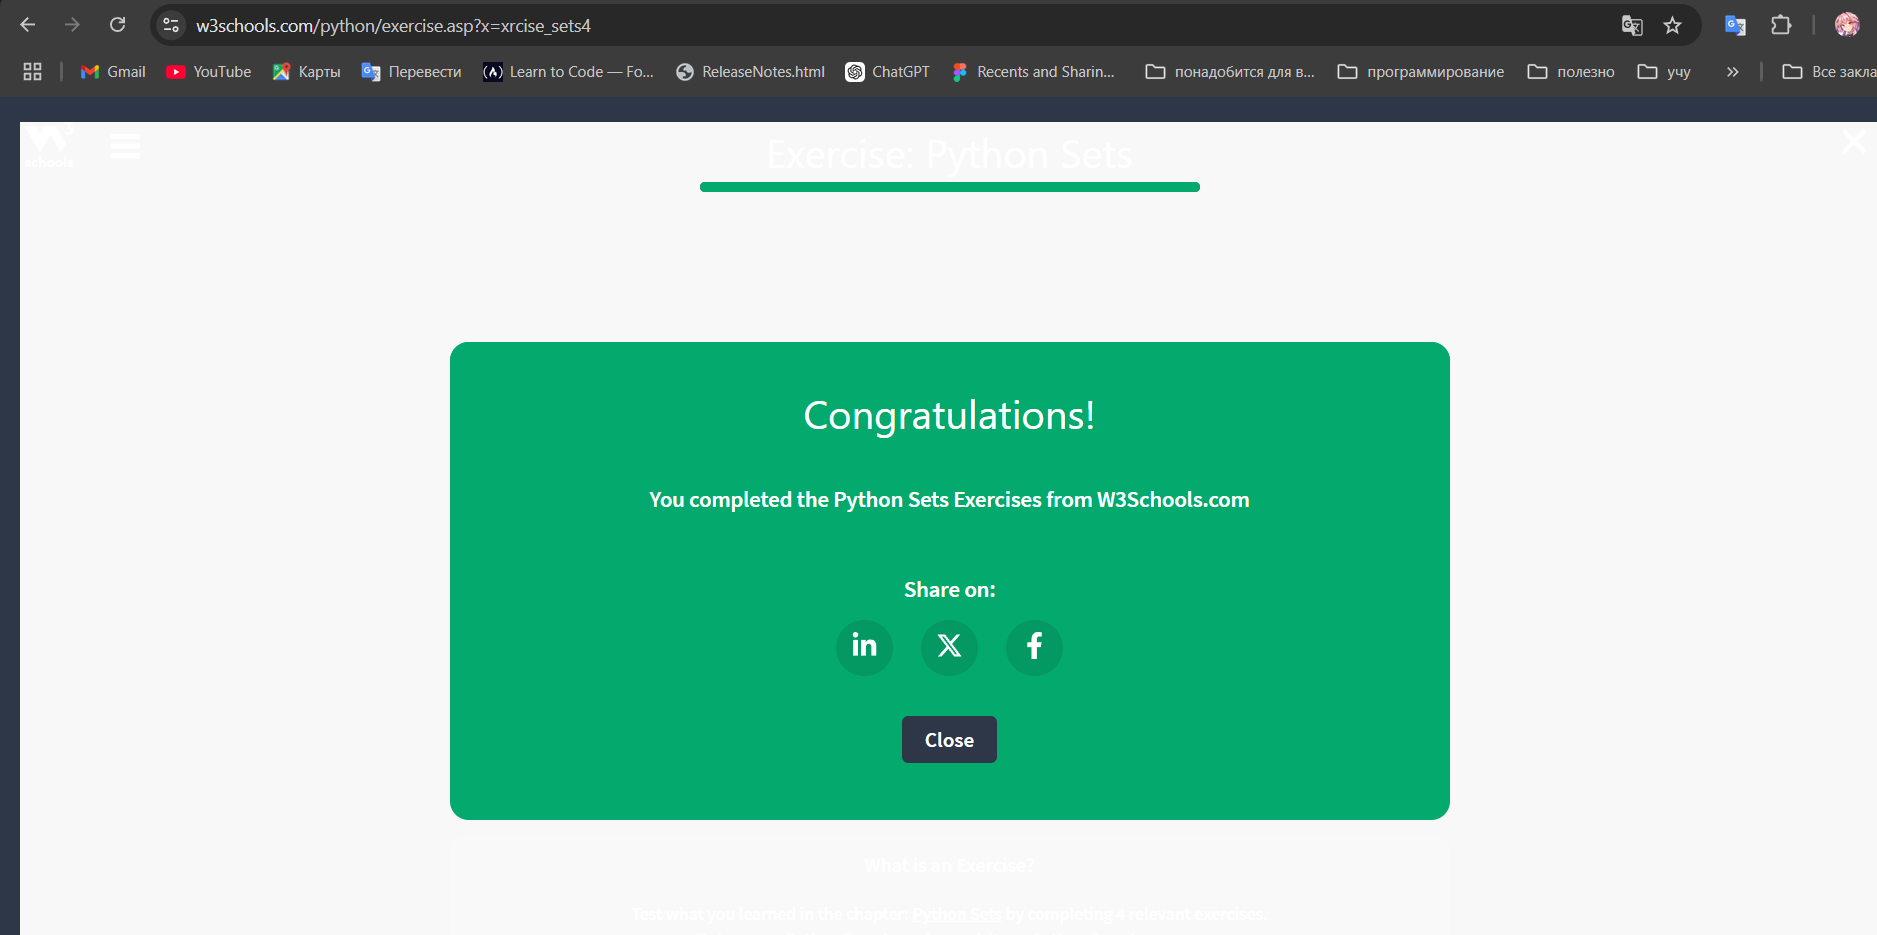 w3schools.com/python/exercise.asp?x=xrcise_sets4
Gmail YouTube Карты Перевести Learn to Code — Fo... ReleaseNotes.html ChatGPT Recents and Sharin... понадобится для в... программирование полезно учу » Все закла
W3
schools
Exercise: Python Sets
Congratulations!
You completed the Python Sets Exercises from W3Schools.com
Share on:
Close
What is an Exercise?
Test what you learned in the chapter: Python Sets by completing 4 relevant exercises.